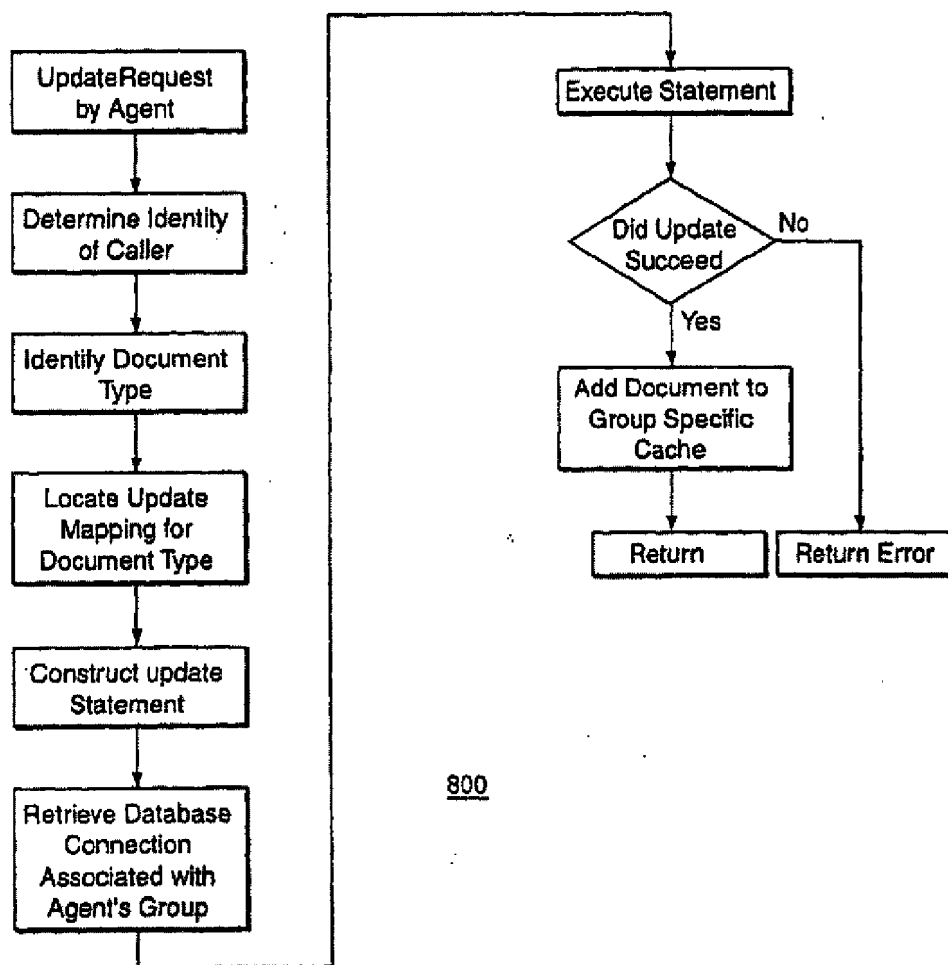 UpdateRequest
by Agent
Determine Identity
of Caller
Identify Document
Type
Locate Update
Mapping for
Document Type
Construct update
Statement
Retrieve Database
Connection
Associated with
Agent's Group
Execute Statement
Did Update
Succeed
No
Yes
Add Document to
Group Specific
Cache
Return
Return Error
800